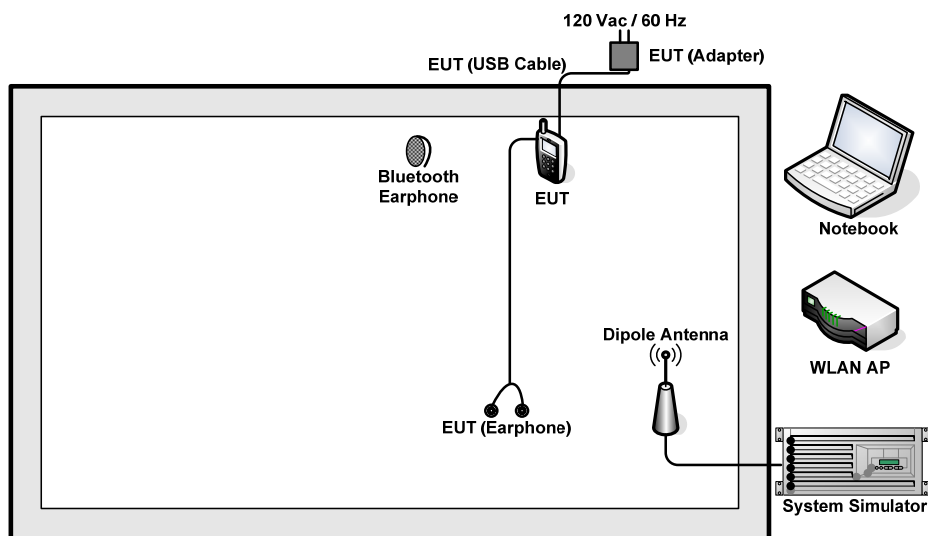 120 Vac / 60 Hz
EUT (USB Cable)
EUT (Adapter)
Bluetooth
Earphone
EUT
Notebook
Dipole Antenna
WLAN AP
EUT (Earphone)
System Simulator